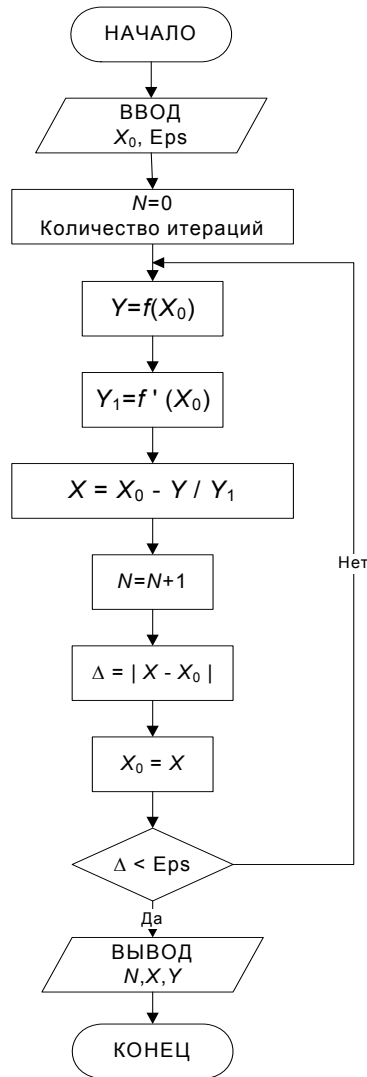 НАЧАЛО
ВВОД
X₀, Eps
N=0
Количество итераций
Y=f(X₀)
Y₁=f ' (X₀)
X = X₀ - Y / Y₁
N=N+1
Нет
Δ = | X - X₀ |
X₀ = X
Δ < Eps
Да
ВЫВОД
N,X,Y
КОНЕЦ